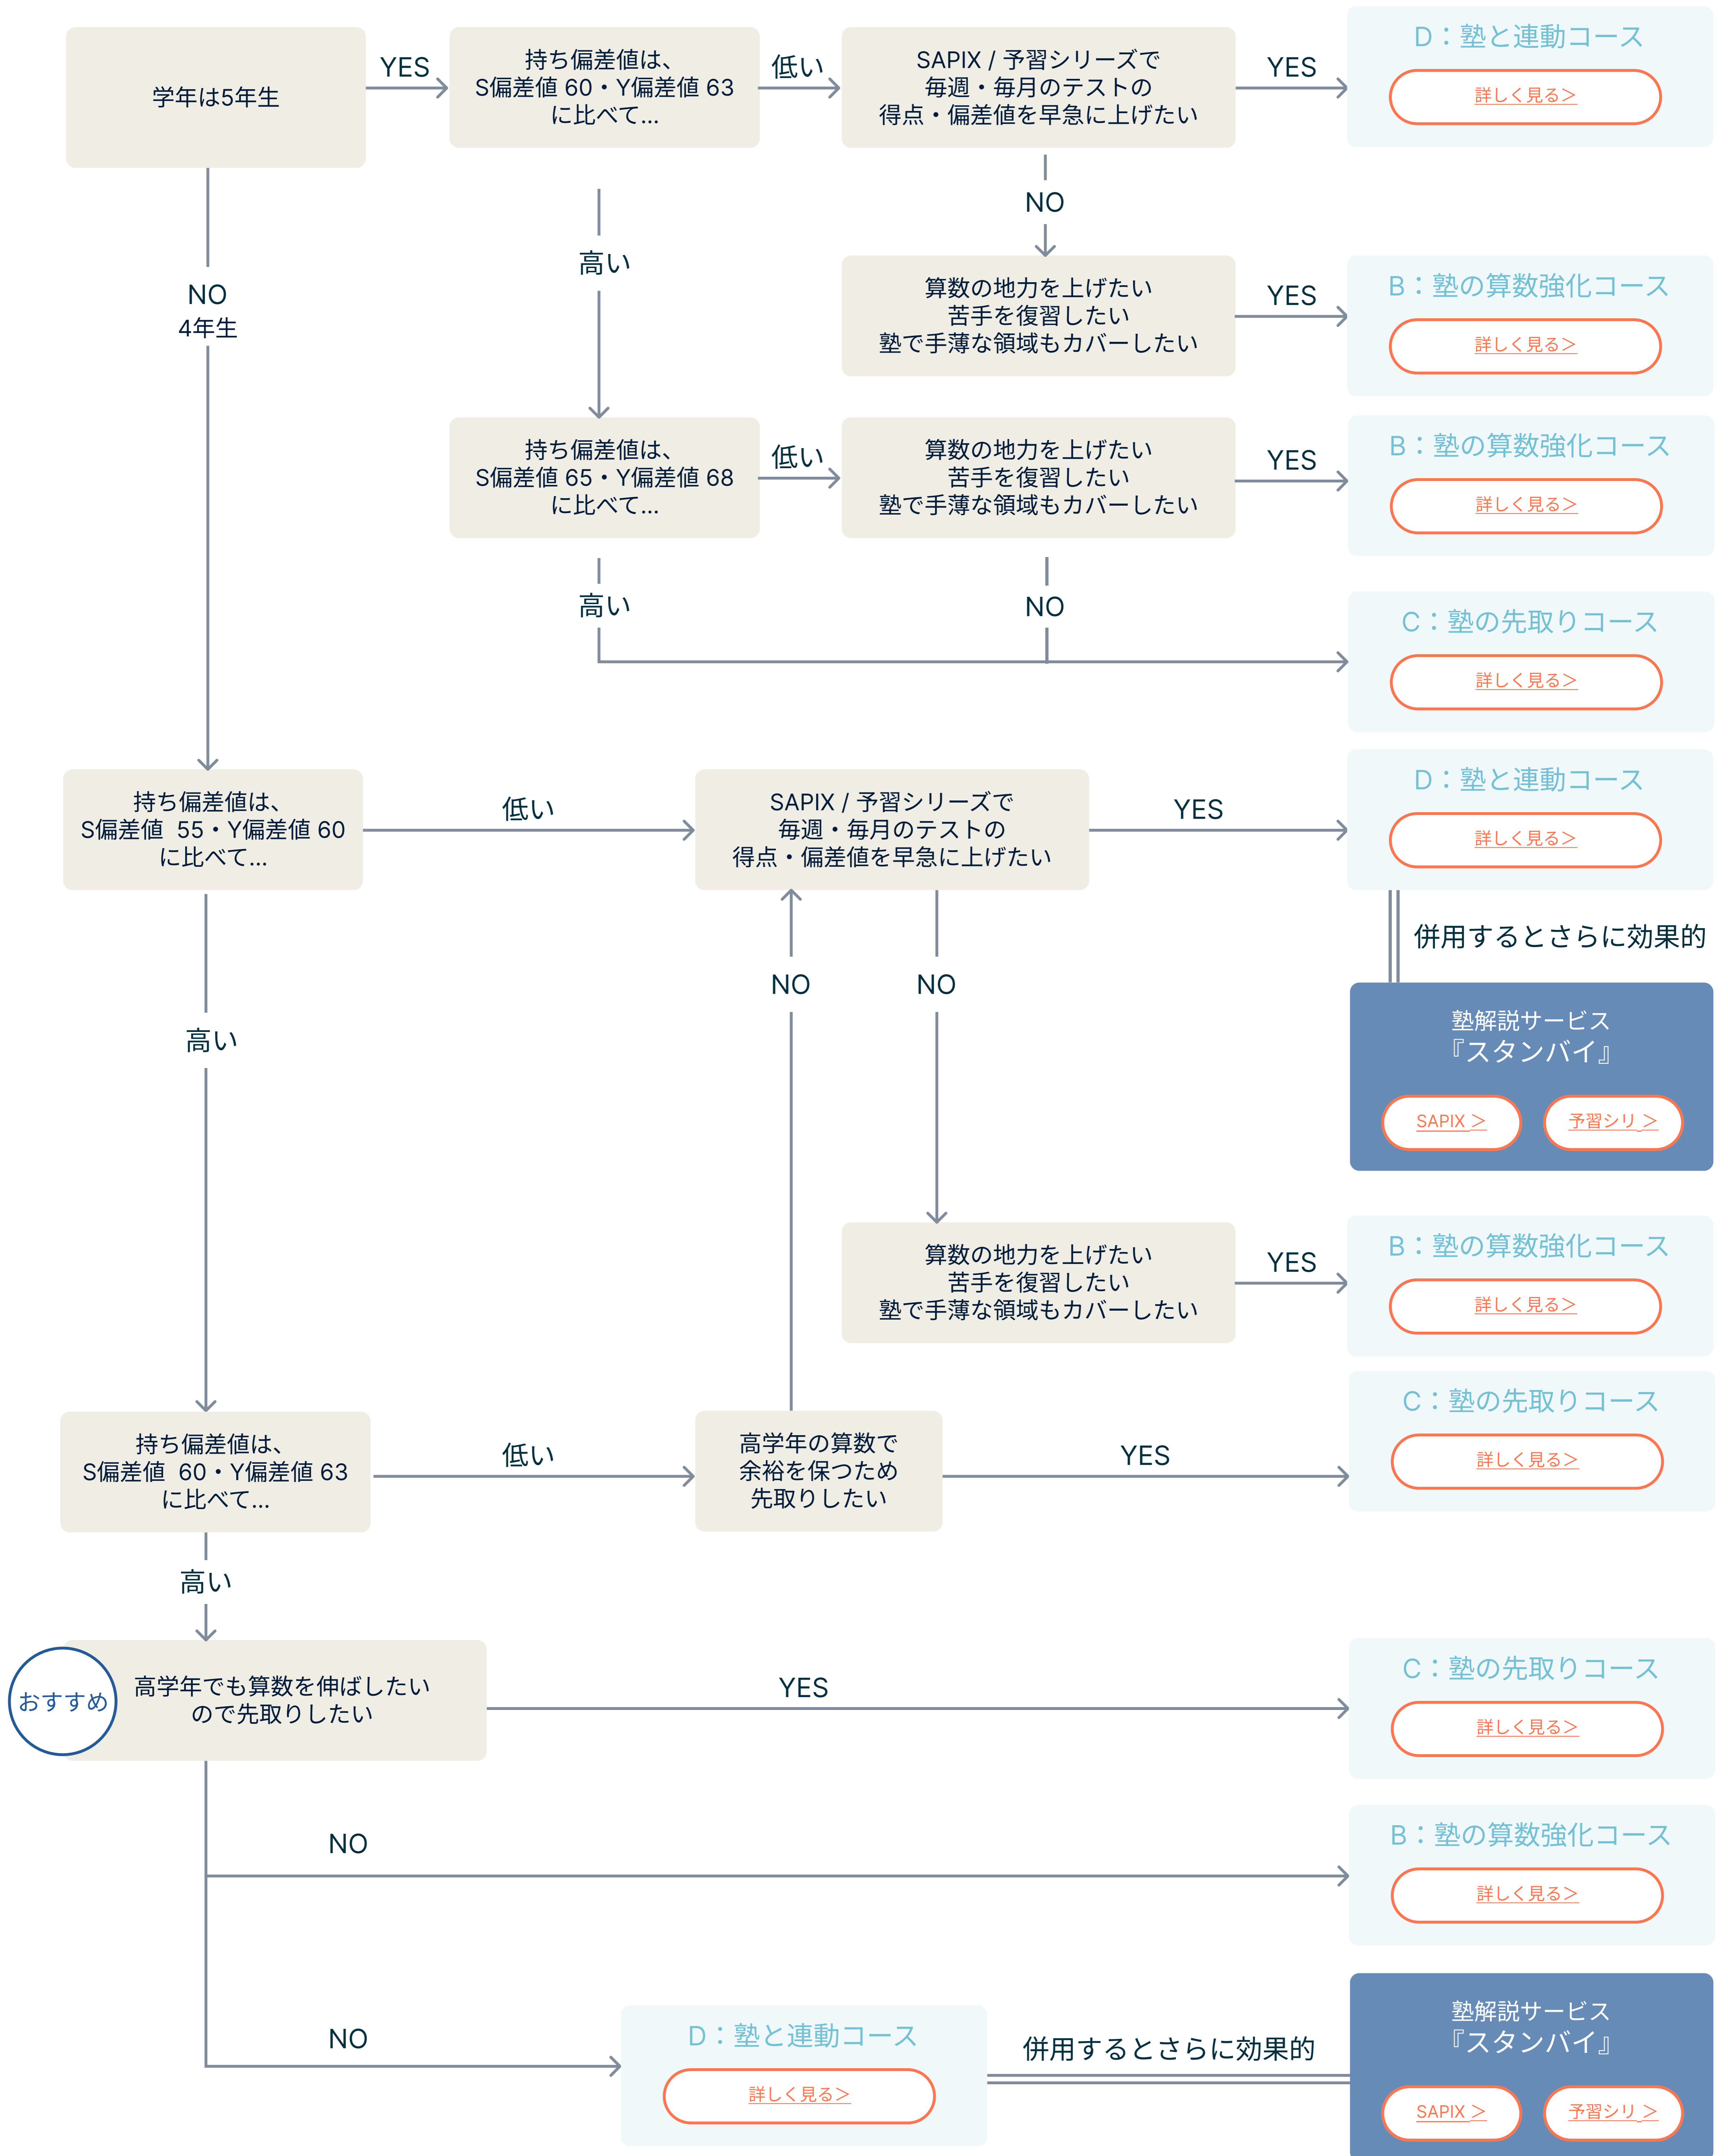 学年は5年生
YES
持ち偏差値は、
S偏差値 60・Y偏差値 63
に比べて...
低い
SAPIX / 予習シリーズで
毎週・毎月のテストの
得点・偏差値を早急に上げたい
YES
D：塾と連動コース
詳しく見る＞
NO
高い
NO
4年生
算数の地力を上げたい
苦手を復習したい
塾で手薄な領域もカバーしたい
YES
B：塾の算数強化コース
詳しく見る＞
持ち偏差値は、
S偏差値 65・Y偏差値 68
に比べて...
低い
算数の地力を上げたい
苦手を復習したい
塾で手薄な領域もカバーしたい
YES
B：塾の算数強化コース
詳しく見る＞
高い
NO
C：塾の先取りコース
詳しく見る＞
持ち偏差値は、
S偏差値 55・Y偏差値 60
に比べて...
低い
SAPIX / 予習シリーズで
毎週・毎月のテストの
得点・偏差値を早急に上げたい
YES
D：塾と連動コース
詳しく見る＞
併用するとさらに効果的
NO
NO
高い
塾解説サービス
『スタンバイ』
SAPIX ＞
予習シリ ＞
算数の地力を上げたい
苦手を復習したい
塾で手薄な領域もカバーしたい
YES
B：塾の算数強化コース
詳しく見る＞
持ち偏差値は、
S偏差値 60・Y偏差値 63
に比べて...
低い
高学年の算数で
余裕を保つため
先取りしたい
YES
C：塾の先取りコース
詳しく見る＞
高い
おすすめ
高学年でも算数を伸ばしたい
ので先取りしたい
YES
C：塾の先取りコース
詳しく見る＞
NO
B：塾の算数強化コース
詳しく見る＞
NO
D：塾と連動コース
詳しく見る＞
併用するとさらに効果的
塾解説サービス
『スタンバイ』
SAPIX ＞
予習シリ ＞